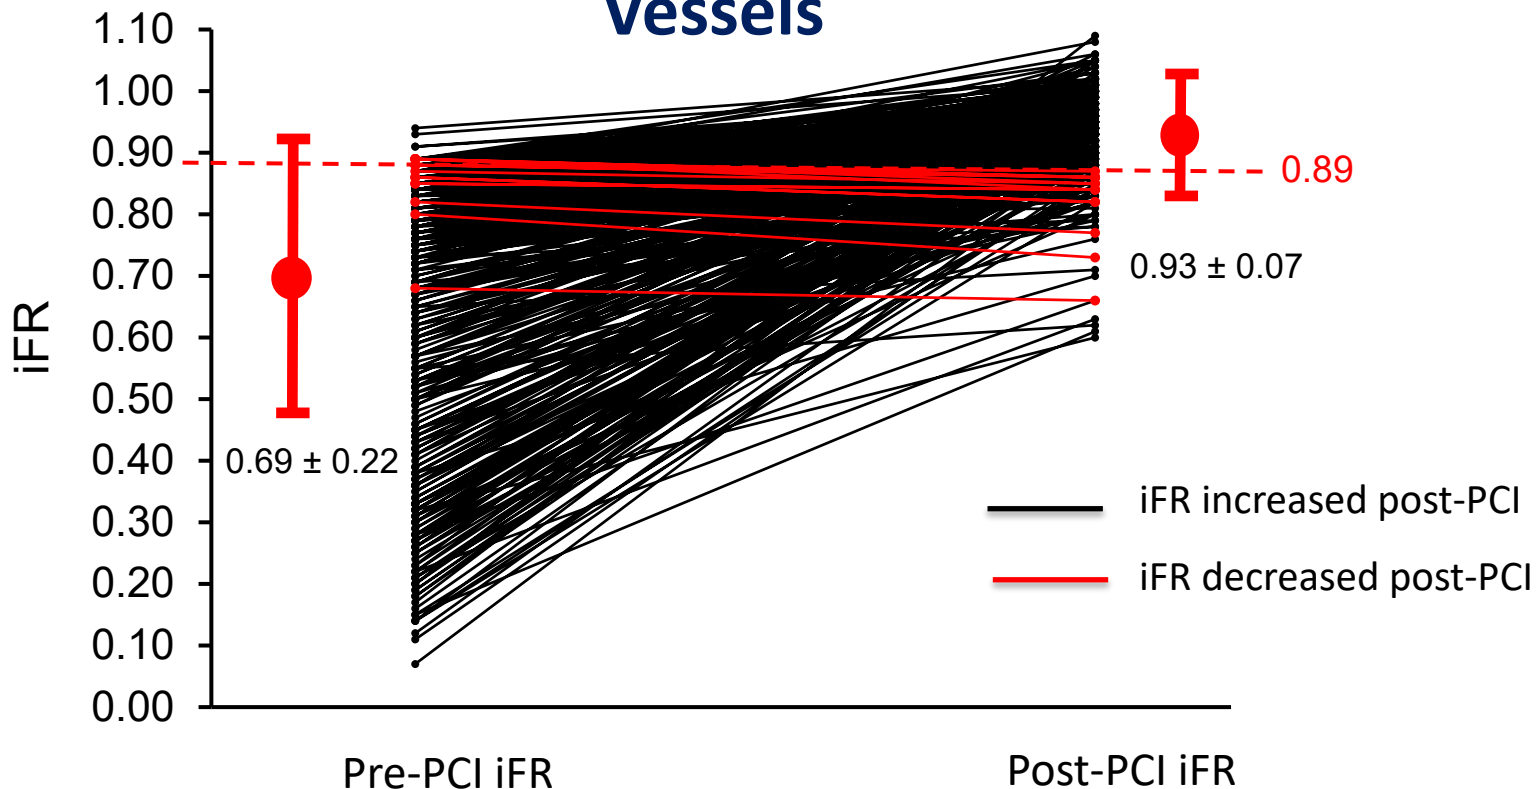 Vessels
1.10
1.00
0.90
0.80
0.70
0.60
0.50
0.40
0.30
0.20
0.10
0.00
iFR
0.89
0.93 ± 0.07
0.69 ± 0.22
iFR increased post-PCI
iFR decreased post-PCI
Pre-PCI iFR
Post-PCI iFR